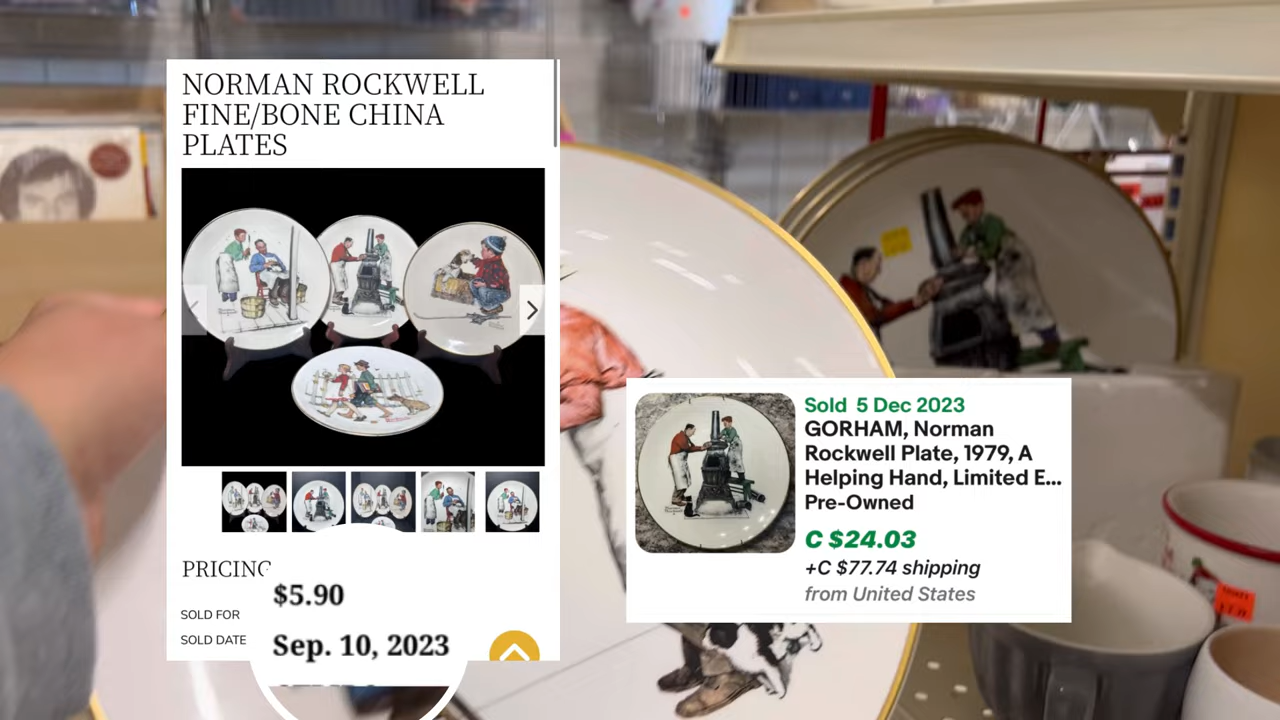 NORMAN ROCKWELL
FINE/BONE CHINA
PLATES
PRICING
$5.90
SOLD FOR
Sep. 10, 2023
SOLD DATE
Sold 5 Dec 2023
GORHAM, Norman
Rockwell Plate, 1979, A
Helping Hand, Limited E...
Pre-Owned
C $24.03
+C $77.74 shipping
from United States